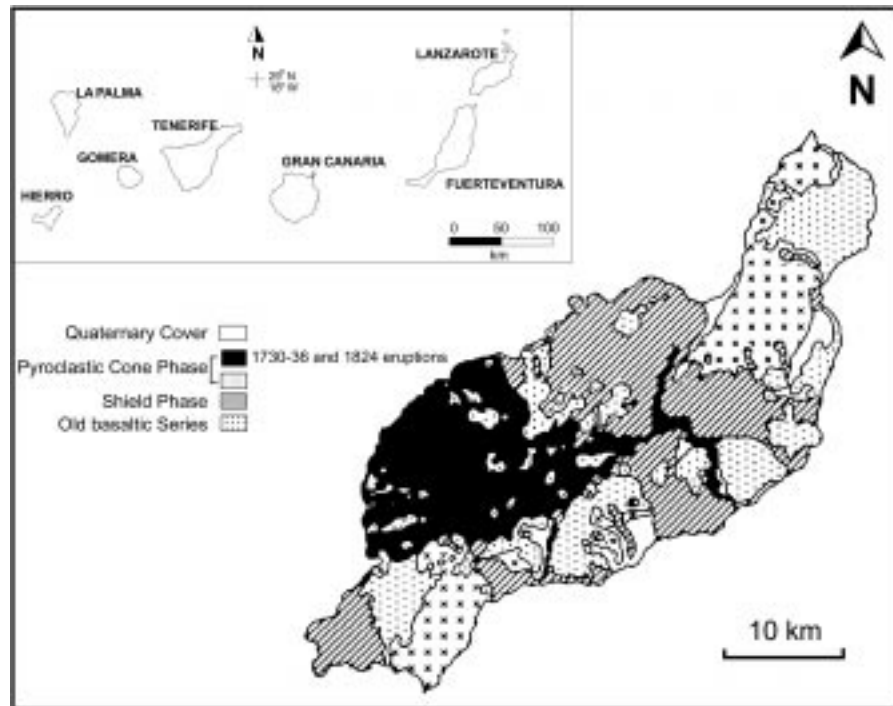 N
LANZAROTE
N
LA PALMA
TENERIFE
GOMERA
GRAN CANARIA
HIERRO
FUERTEVENTURA
0 50 100
km
Quaternary Cover
1730-36 and 1824 eruptions
Pyroclastic Cone Phase
Shield Phase
Old basaltic Series
10 km